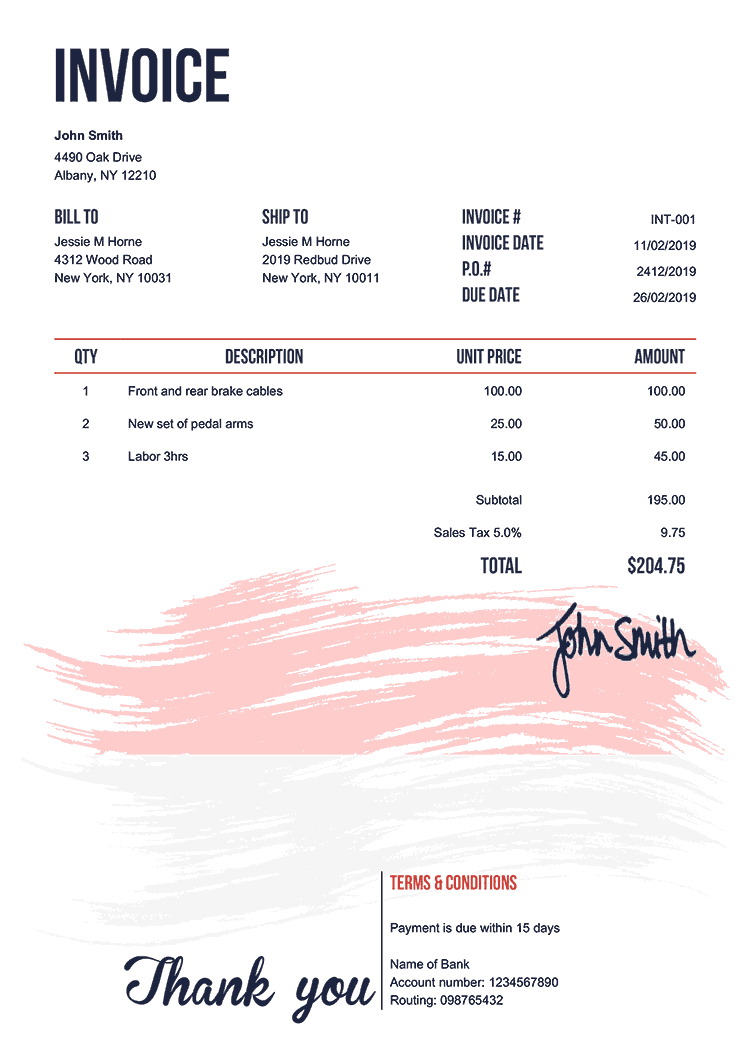 INVOICE
John Smith
4490 Oak Drive
Albany, NY 12210
BILL TO
Jessie M Horne
4312 Wood Road
New York, NY 10031
SHIP TO
Jessie M Horne
2019 Redbud Drive
New York, NY 10011
INVOICE # INT-001
INVOICE DATE 11/02/2019
P.O.# 2412/2019
DUE DATE 26/02/2019
QTY DESCRIPTION UNIT PRICE AMOUNT
1 Front and rear brake cables 100.00 100.00
2 New set of pedal arms 25.00 50.00
3 Labor 3hrs 15.00 45.00
Subtotal 195.00
Sales Tax 5.0% 9.75
TOTAL $204.75
John Smith
TERMS & CONDITIONS
Payment is due within 15 days
Name of Bank
Account number: 1234567890
Routing: 098765432
Thank you